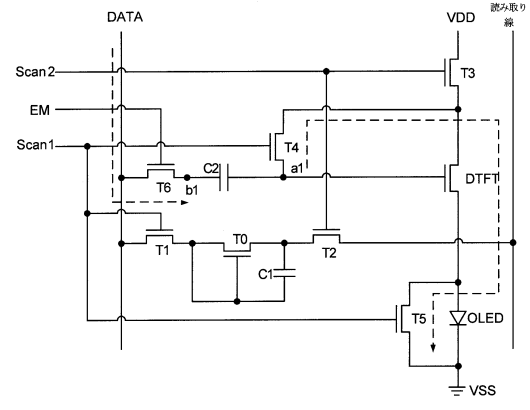 DATA
VDD
読み取り
線
Scan2
T3
EM
Scan1
T4
C2
a1
DTFT
T6
b1
T0
T1
C1
T2
T5
OLED
VSS